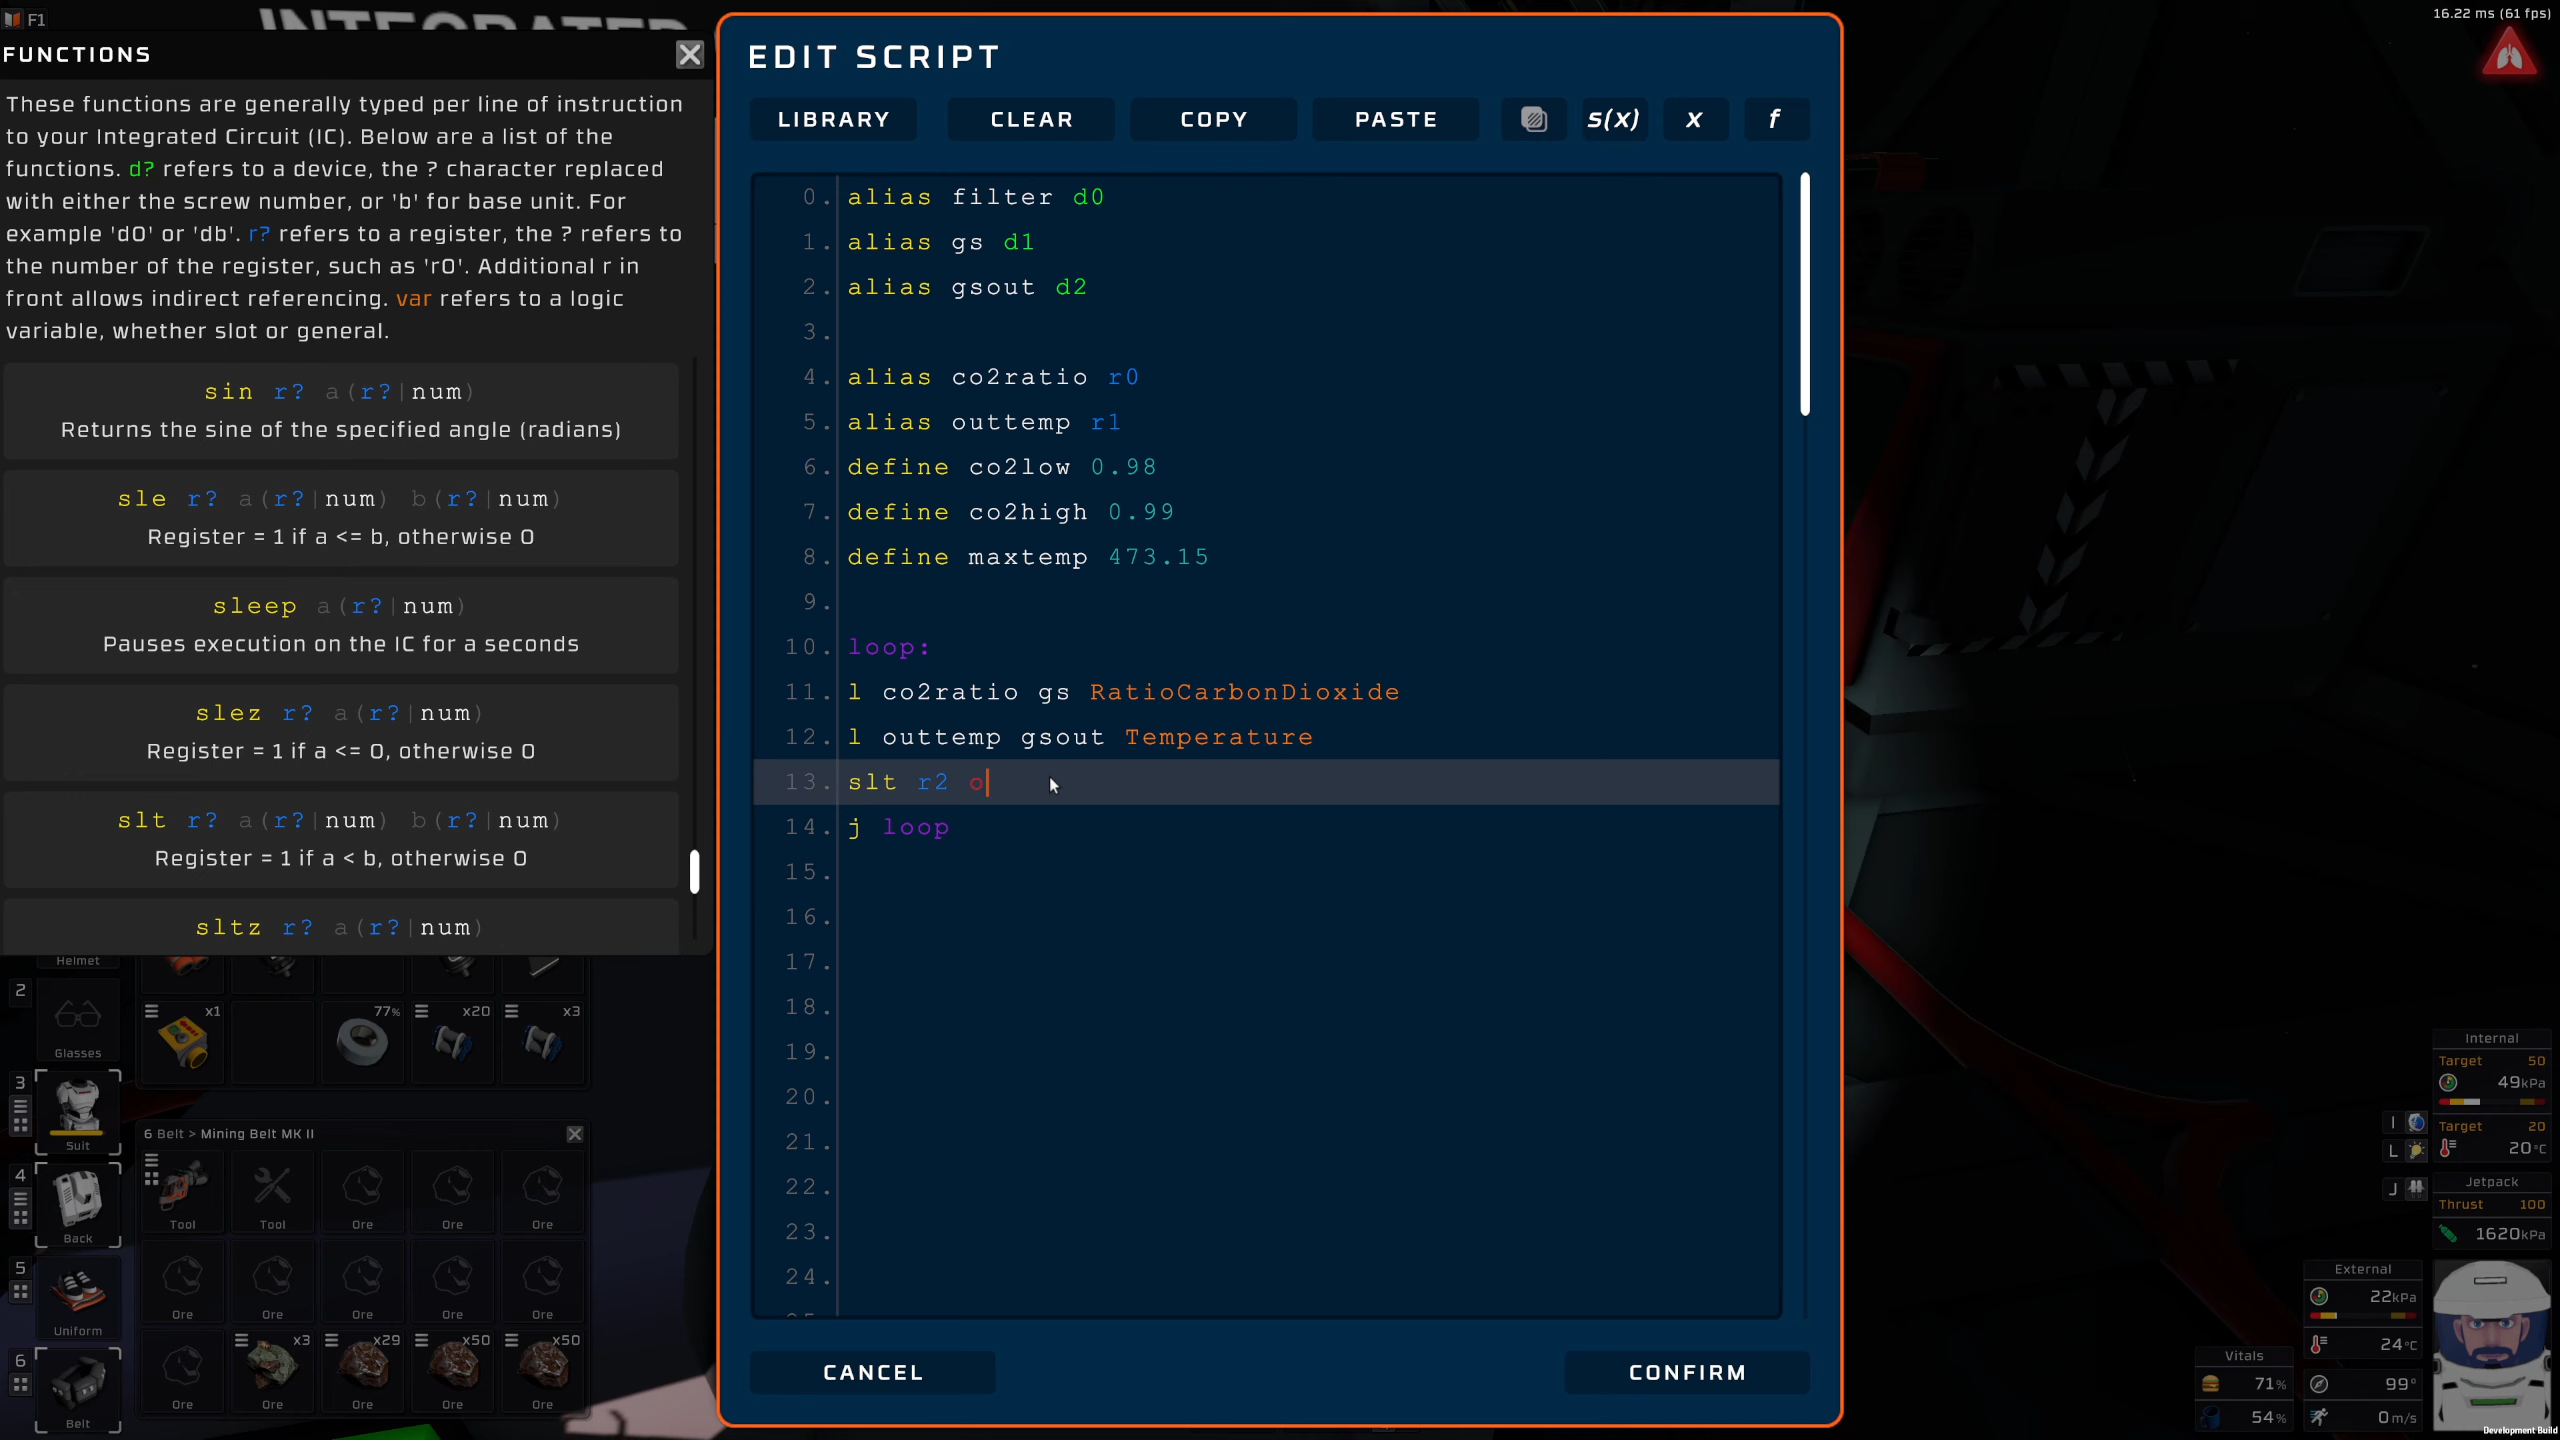 F1
INTEGRATED
16.22 ms (61 fps)
FUNCTIONS
These functions are generally typed per line of instruction
to your Integrated Circuit (IC). Below are a list of the
functions. d? refers to a device, the ? character replaced
with either the screw number, or 'b' for base unit. For
example 'd0' or 'db'. r? refers to a register, the ? refers to
the number of the register, such as 'r0'. Additional r in
front allows indirect referencing. var refers to a logic
variable, whether slot or general.
sin r? a(r?|num)
Returns the sine of the specified angle (radians)
sle r? a(r?|num) b(r?|num)
Register = 1 if a <= b, otherwise 0
sleep a(r?|num)
Pauses execution on the IC for a seconds
slez r? a(r?|num)
Register = 1 if a <= 0, otherwise 0
slt r? a(r?|num) b(r?|num)
Register = 1 if a < b, otherwise 0
sltz r? a(r?|num)
EDIT SCRIPT
LIBRARY CLEAR COPY PASTE s(x) x f
0. alias filter d0
1. alias gs d1
2. alias gsout d2
3.
4. alias co2ratio r0
5. alias outtemp r1
6. define co2low 0.98
7. define co2high 0.99
8. define maxtemp 473.15
9.
10. loop:
11. l co2ratio gs RatioCarbonDioxide
12. l outtemp gsout Temperature
13. slt r2 o
14. j loop
15.
16.
17.
18.
19.
20.
21.
22.
23.
24.
CANCEL CONFIRM
Helmet
2
Glasses
3
Suit
4
Back
5
Uniform
6
Belt
x1 77% x20 x3
6 Belt > Mining Belt MK II
Tool Tool Ore Ore Ore
Ore Ore Ore Ore Ore
x3 x29 x50 x50
Ore Ore Ore Ore Ore
Internal
Target 50
49kPa
Target 20
20°C
I
L
J
Jetpack
Thrust 100
1620kPa
External
22kPa
24°C
99°
0m/s
Vitals
71%
54%
Development Build